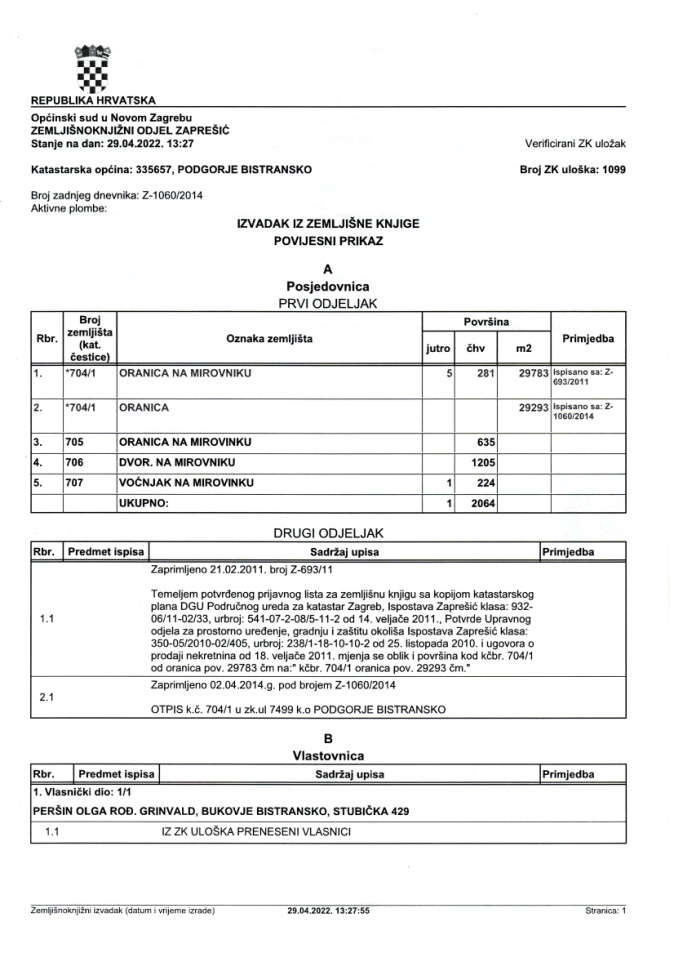 REPUBLIKA HRVATSKA
Općinski sud u Novom Zagrebu
ZEMLJIŠNOKNJIŽNI ODJEL ZAPREŠIĆ
Stanje na dan: 29.04.2022. 13:27
Verificirani ZK uložak
Katastarska općina: 335657, PODGORJE BISTRANSKO
Broj ZK uloška: 1099
Broj zadnjeg dnevnika: Z-1060/2014
Aktivne plombe:
IZVADAK IZ ZEMLJIŠNE KNJIGE
POVIJESNI PRIKAZ
A
Posjedovnica
PRVI ODJELJAK
Rbr. Broj zemljišta (kat. čestice) Oznaka zemljišta Površina Primjedba
jutro čhv m2
1. *704/1 ORANICA NA MIROVNIKU 5 281 29783 Ispisano sa: Z-693/2011
2. *704/1 ORANICA 29293 Ispisano sa: Z-1060/2014
3. 705 ORANICA NA MIROVINKU 635
4. 706 DVOR. NA MIROVNIKU 1205
5. 707 VOĆNJAK NA MIROVINKU 1 224
UKUPNO: 1 2064
DRUGI ODJELJAK
Rbr. Predmet ispisa Sadržaj upisa Primjedba
1.1
Zaprimljeno 21.02.2011. broj Z-693/11
Temeljem potvrđenog prijavnog lista za zemljišnu knjigu sa kopijom katastarskog
plana DGU Područnog ureda za katastar Zagreb, Ispostava Zaprešić klasa: 932-
06/11-02/33, urbroj: 541-07-2-08/5-11-2 od 14. veljače 2011., Potvrde Upravnog
odjela za prostorno uređenje, gradnju i zaštitu okoliša Ispostava Zaprešić klasa:
350-05/2010-02/405, urbroj: 238/1-18-10-10-2 od 25. listopada 2010. i ugovora o
prodaji nekretnina od 18. veljače 2011. mjenja se oblik i površina kod kčbr. 704/1
od oranica pov. 29783 čm na:" kčbr. 704/1 oranica pov. 29293 čm."
2.1
Zaprimljeno 02.04.2014.g. pod brojem Z-1060/2014
OTPIS k.č. 704/1 u zk.ul 7499 k.o PODGORJE BISTRANSKO
B
Vlastovnica
Rbr. Predmet ispisa Sadržaj upisa Primjedba
1. Vlasnički dio: 1/1
PERŠIN OLGA ROĐ. GRINVALD, BUKOVJE BISTRANSKO, STUBIČKA 429
1.1 IZ ZK ULOŠKA PRENESENI VLASNICI
Zemljišnoknjižni izvadak (datum i vrijeme izrade) 29.04.2022. 13:27:55 Stranica: 1